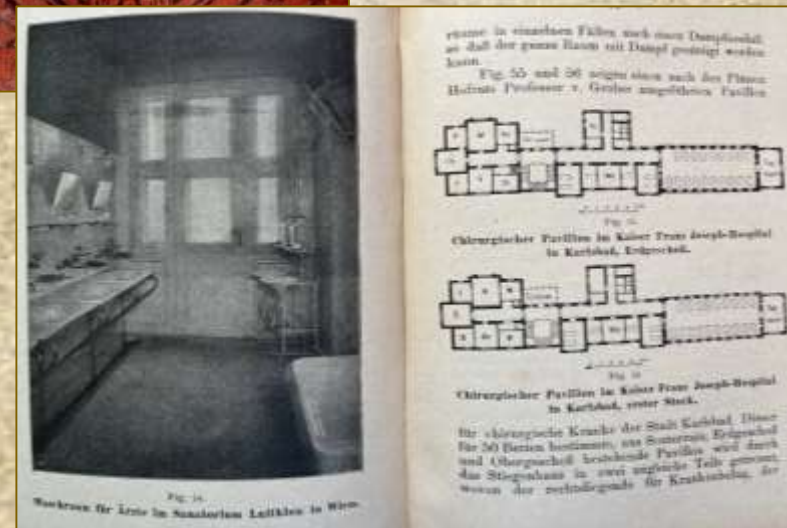 Fig. 54.
Waschraum für Ärzte im Sanatorium Luithlen in Wien.
räume in einzelnen Fällen auch einen
so daß der ganze Raum mit Dampf gereinigt werden
kann.
Fig. 55 und 56 zeigen einen nach den Plänen
Hofrats Professor v. Gruber ausgeführten Pavillon
Fig. 55.
Chirurgischer Pavillon im Kaiser Franz Joseph-Hospital
in Karlsbad, Erdgeschoß.
Fig. 56
Chirurgischer Pavillon im Kaiser Franz Joseph-Hospital
in Karlsbad, erster Stock.
für chirurgische Kranke der Stadt Karlsbad. Dieser
für 50 Betten bestimmte, aus Souterrain, Erdgeschoß
und Obergeschoß bestehende Pavillon wird durch
das Stiegenhaus in zwei ungleiche Teile getrennt,
wovon der rechtsliegende für Krankenbelag, der